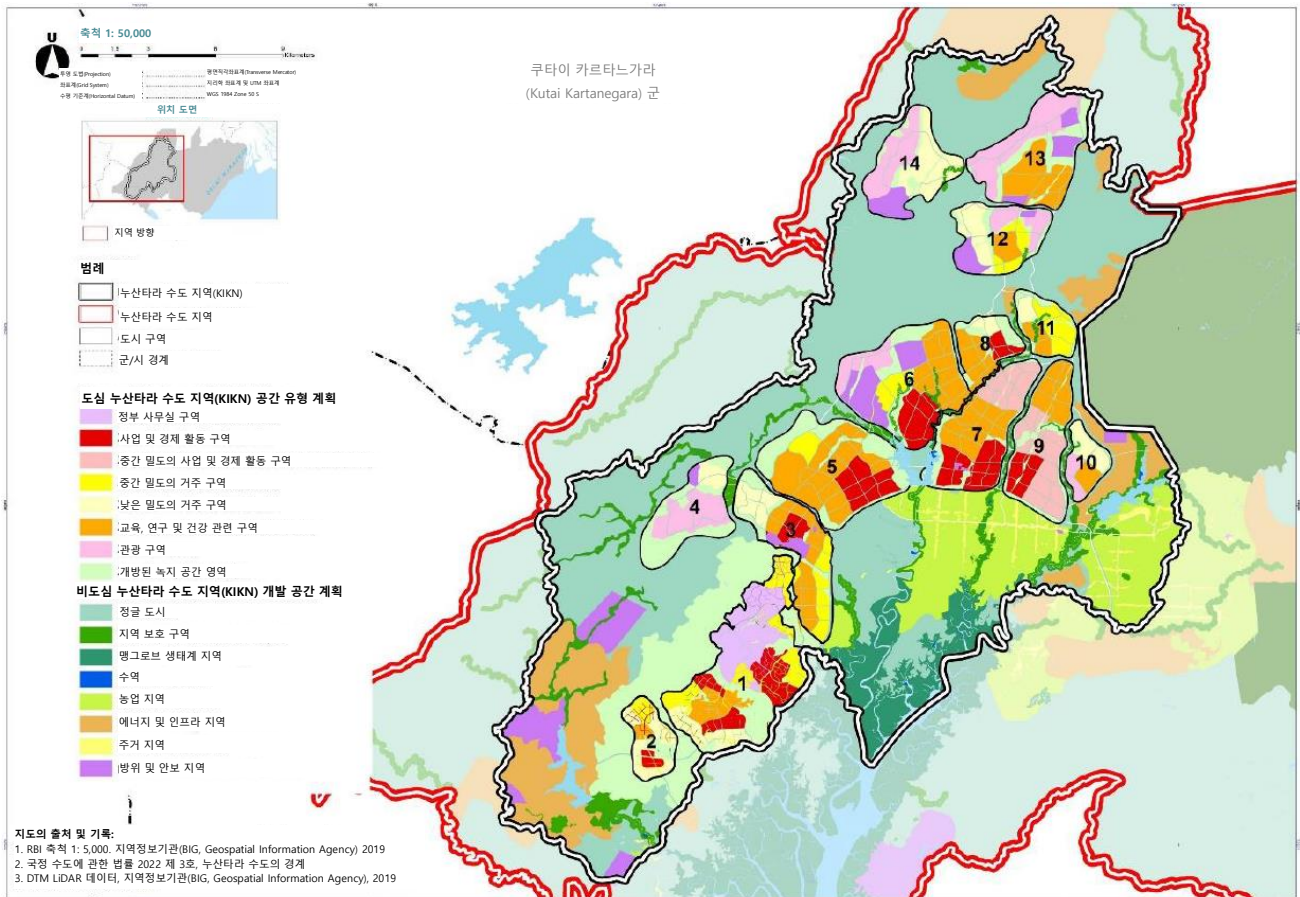 U
축척 1: 50,000
투영 도법(Projection)
평면직각좌표계(Transverse Mercator)
좌표계(Grid System)
지리학 좌표계 및 UTM 좌표계
수평 기준계(Horizontal Datum)
WGS 1984 Zone 50 S
위치 도면
지역 방향
범례
누산타라 수도 지역(KIKN)
누산타라 수도 지역
도시 구역
군/시 경계
도심 누산타라 수도 지역(KIKN) 공간 유형 계획
정부 사무실 구역
사업 및 경제 활동 구역
중간 밀도의 사업 및 경제 활동 구역
중간 밀도의 거주 구역
낮은 밀도의 거주 구역
교육, 연구 및 건강 관련 구역
관광 구역
개방된 녹지 공간 영역
비도심 누산타라 수도 지역(KIKN) 개발 공간 계획
정글 도시
지역 보호 구역
맹그로브 생태계 지역
수역
농업 지역
에너지 및 인프라 지역
주거 지역
방위 및 안보 지역
지도의 출처 및 기록:
1. RBI 축척 1: 5,000. 지역정보기관(BIG, Geospatial Information Agency) 2019
2. 국정 수도에 관한 법률 2022 제 3호, 누산타라 수도의 경계
3. DTM LiDAR 데이터, 지역정보기관(BIG, Geospatial Information Agency), 2019
쿠타이 카르타느가라
(Kutai Kartanegara) 군
14
13
12
11
8
6
7
9
10
5
4
3
1
2